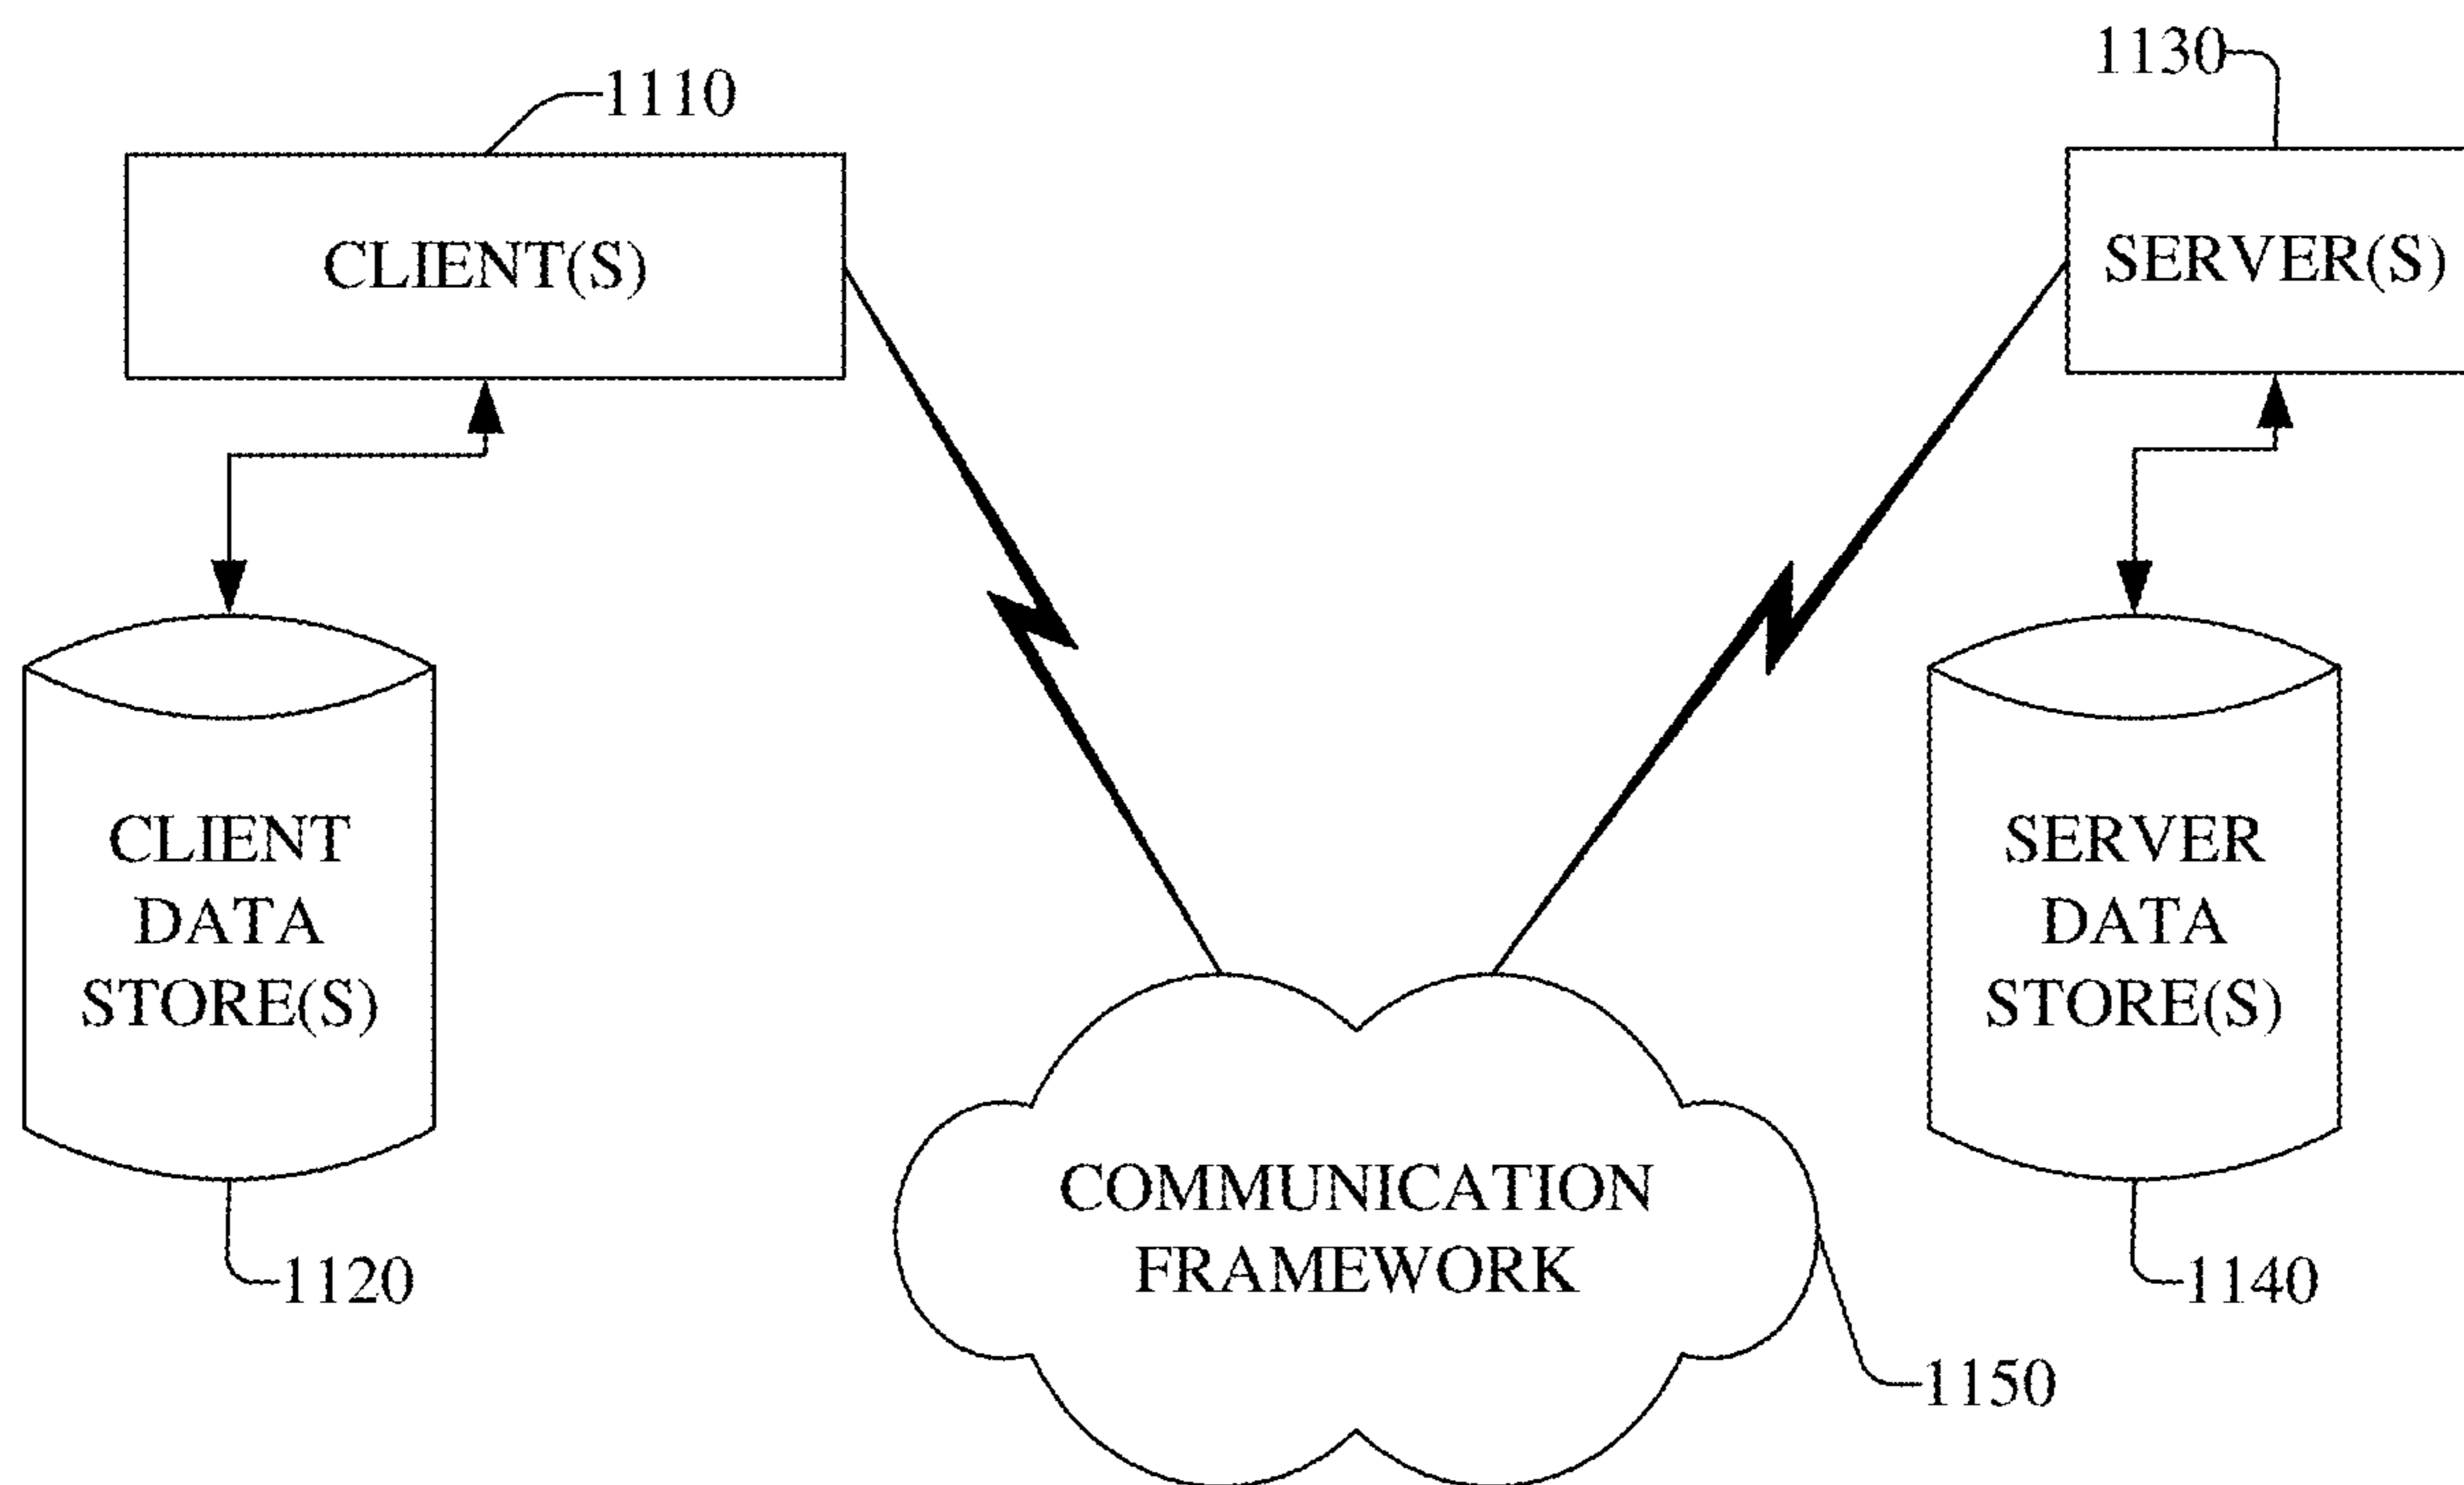 1110
1130
CLIENT(S)
SERVER(S)
CLIENT
DATA
STORE(S)
SERVER
DATA
STORE(S)
COMMUNICATION
FRAMEWORK
1120
1140
1150